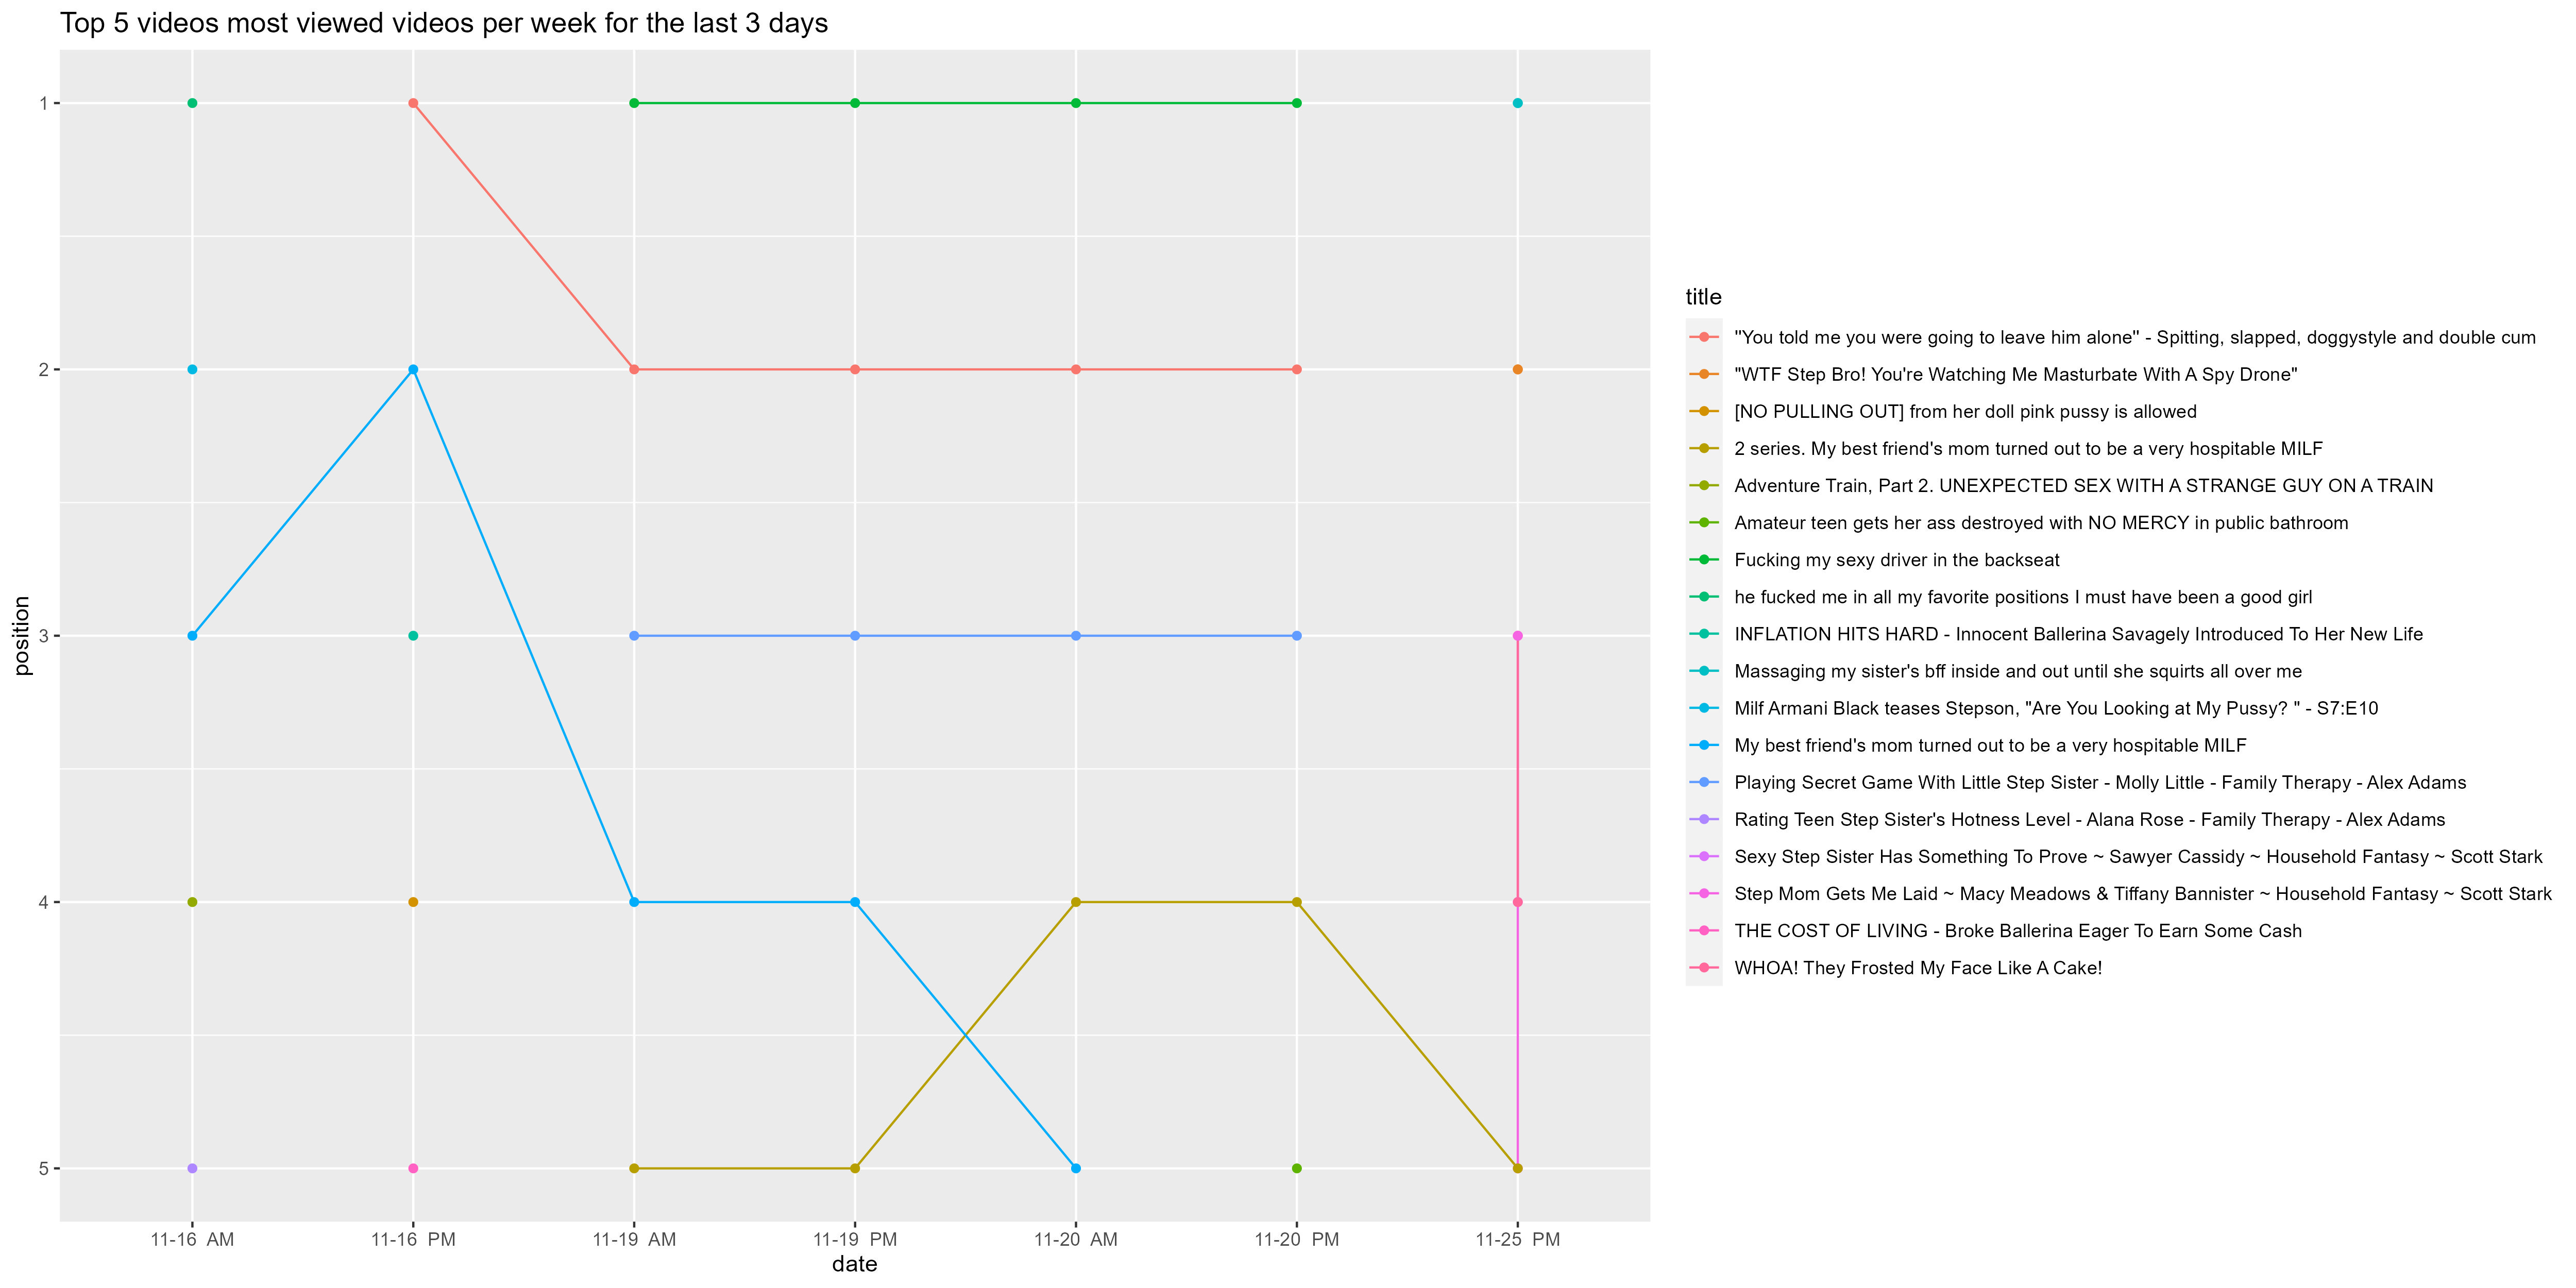 Top 5 videos most viewed videos per week for the last 3 days
position
1
2
3
4
5
11-16 AM
11-16 PM
11-19 AM
11-19 PM
11-20 AM
11-20 PM
11-25 PM
date
title
"You told me you were going to leave him alone" - Spitting, slapped, doggystyle and double cum
"WTF Step Bro! You're Watching Me Masturbate With A Spy Drone"
[NO PULLING OUT] from her doll pink pussy is allowed
2 series. My best friend's mom turned out to be a very hospitable MILF
Adventure Train, Part 2. UNEXPECTED SEX WITH A STRANGE GUY ON A TRAIN
Amateur teen gets her ass destroyed with NO MERCY in public bathroom
Fucking my sexy driver in the backseat
he fucked me in all my favorite positions I must have been a good girl
INFLATION HITS HARD - Innocent Ballerina Savagely Introduced To Her New Life
Massaging my sister's bff inside and out until she squirts all over me
Milf Armani Black teases Stepson, "Are You Looking at My Pussy? " - S7:E10
My best friend's mom turned out to be a very hospitable MILF
Playing Secret Game With Little Step Sister - Molly Little - Family Therapy - Alex Adams
Rating Teen Step Sister's Hotness Level - Alana Rose - Family Therapy - Alex Adams
Sexy Step Sister Has Something To Prove ~ Sawyer Cassidy ~ Household Fantasy ~ Scott Stark
Step Mom Gets Me Laid ~ Macy Meadows & Tiffany Bannister ~ Household Fantasy ~ Scott Stark
THE COST OF LIVING - Broke Ballerina Eager To Earn Some Cash
WHOA! They Frosted My Face Like A Cake!